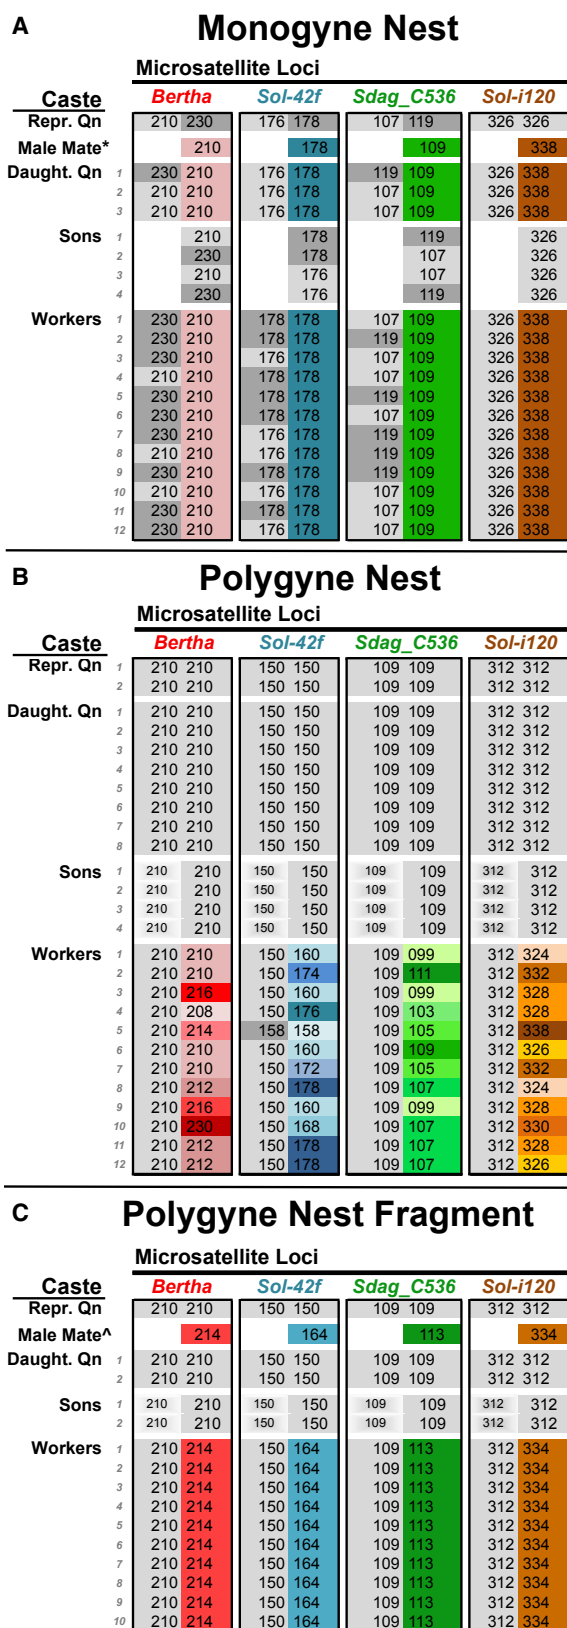 A Monogyne Nest
Microsatellite Loci
Caste Bertha Sol-42f Sdag_C536 Sol-i120
Repr. Qn 210 230 176 178 107 119 326 326
Male Mate* 210 178 109 338
Daught. Qn 1 230 210 176 178 119 109 326 338
2 210 210 176 178 107 109 326 338
3 210 210 176 178 107 109 326 338
Sons 1 210 178 119 326
2 230 178 107 326
3 210 176 107 326
4 230 176 119 326
Workers 1 230 210 178 178 107 109 326 338
2 230 210 178 178 119 109 326 338
3 230 210 176 178 107 109 326 338
4 210 210 178 178 107 109 326 338
5 230 210 178 178 119 109 326 338
6 230 210 178 178 107 109 326 338
7 230 210 176 178 119 109 326 338
8 210 210 176 178 119 109 326 338
9 230 210 178 178 119 109 326 338
10 210 210 176 178 107 109 326 338
11 230 210 178 178 107 109 326 338
12 230 210 176 178 107 109 326 338
B Polygyne Nest
Microsatellite Loci
Caste Bertha Sol-42f Sdag_C536 Sol-i120
Repr. Qn 1 210 210 150 150 109 109 312 312
2 210 210 150 150 109 109 312 312
Daught. Qn 1 210 210 150 150 109 109 312 312
2 210 210 150 150 109 109 312 312
3 210 210 150 150 109 109 312 312
4 210 210 150 150 109 109 312 312
5 210 210 150 150 109 109 312 312
6 210 210 150 150 109 109 312 312
7 210 210 150 150 109 109 312 312
8 210 210 150 150 109 109 312 312
Sons 1 210 210 150 150 109 109 312 312
2 210 210 150 150 109 109 312 312
3 210 210 150 150 109 109 312 312
4 210 210 150 150 109 109 312 312
Workers 1 210 210 150 160 109 099 312 324
2 210 210 150 174 109 111 312 332
3 210 216 150 160 109 099 312 328
4 210 208 150 176 109 103 312 328
5 210 214 158 158 109 105 312 338
6 210 210 150 160 109 109 312 326
7 210 210 150 172 109 105 312 332
8 210 212 150 178 109 107 312 324
9 210 216 150 160 109 099 312 328
10 210 230 150 168 109 107 312 330
11 210 212 150 178 109 107 312 328
12 210 212 150 178 109 107 312 326
C Polygyne Nest Fragment
Microsatellite Loci
Caste Bertha Sol-42f Sdag_C536 Sol-i120
Repr. Qn 210 210 150 150 109 109 312 312
Male Mate^ 214 164 113 334
Daught. Qn 1 210 210 150 150 109 109 312 312
2 210 210 150 150 109 109 312 312
Sons 1 210 210 150 150 109 109 312 312
2 210 210 150 150 109 109 312 312
Workers 1 210 214 150 164 109 113 312 334
2 210 214 150 164 109 113 312 334
3 210 214 150 164 109 113 312 334
4 210 214 150 164 109 113 312 334
5 210 214 150 164 109 113 312 334
6 210 214 150 164 109 113 312 334
7 210 214 150 164 109 113 312 334
8 210 214 150 164 109 113 312 334
9 210 214 150 164 109 113 312 334
10 210 214 150 164 109 113 312 334